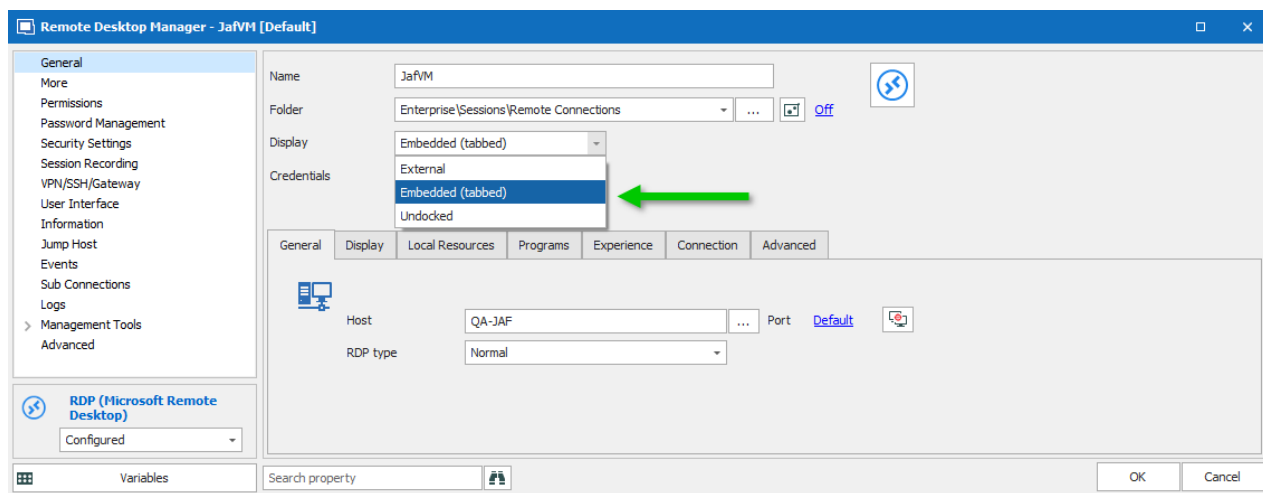 Remote Desktop Manager - JafVM [Default]
General
More
Permissions
Password Management
Security Settings
Session Recording
VPN/SSH/Gateway
User Interface
Information
Jump Host
Events
Sub Connections
Logs
Management Tools
Advanced
RDP (Microsoft Remote
Desktop)
Configured
Variables
Name JafVM
Folder Enterprise\Sessions\Remote Connections ... Off
Display Embedded (tabbed)
Credentials
External
Embedded (tabbed)
Undocked
General Display Local Resources Programs Experience Connection Advanced
Host QA-JAF ... Port Default
RDP type Normal
Search property
OK Cancel